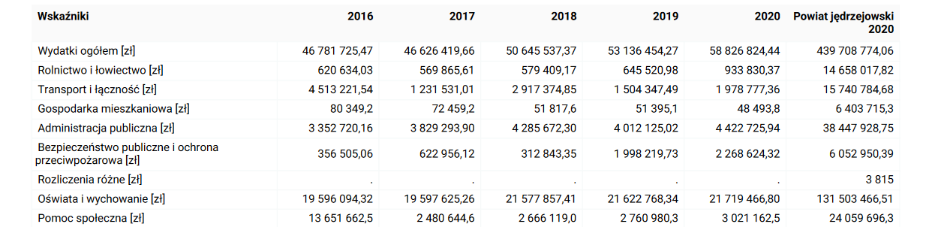 Wskaźniki 2016 2017 2018 2019 2020 Powiat jędrzejowski
2020
Wydatki ogółem [zł] 46 781 725,47 46 626 419,66 50 645 537,37 53 136 454,27 58 826 824,44 439 708 774,06
Rolnictwo i łowiectwo [zł] 620 634,03 569 865,61 579 409,17 645 520,98 933 830,37 14 658 017,82
Transport i łączność [zł] 4 513 221,54 1 231 531,01 2 917 374,85 1 504 347,49 1 978 777,36 15 740 784,68
Gospodarka mieszkaniowa [zł] 80 349,2 72 459,2 51 817,6 51 395,1 48 493,8 6 403 715,3
Administracja publiczna [zł] 3 352 720,16 3 829 293,90 4 285 672,30 4 012 125,02 4 422 725,94 38 447 928,75
Bezpieczeństwo publiczne i ochrona
przeciwpożarowa [zł] 356 505,06 622 956,12 312 843,35 1 998 219,73 2 268 624,32 6 052 950,39
Rozliczenia różne [zł] . . . . . 3 815
Oświata i wychowanie [zł] 19 596 094,32 19 597 625,26 21 577 857,41 21 622 768,34 21 719 466,80 131 503 466,51
Pomoc społeczna [zł] 13 651 662,5 2 480 644,6 2 666 119,0 2 760 980,3 3 021 162,5 24 059 696,3